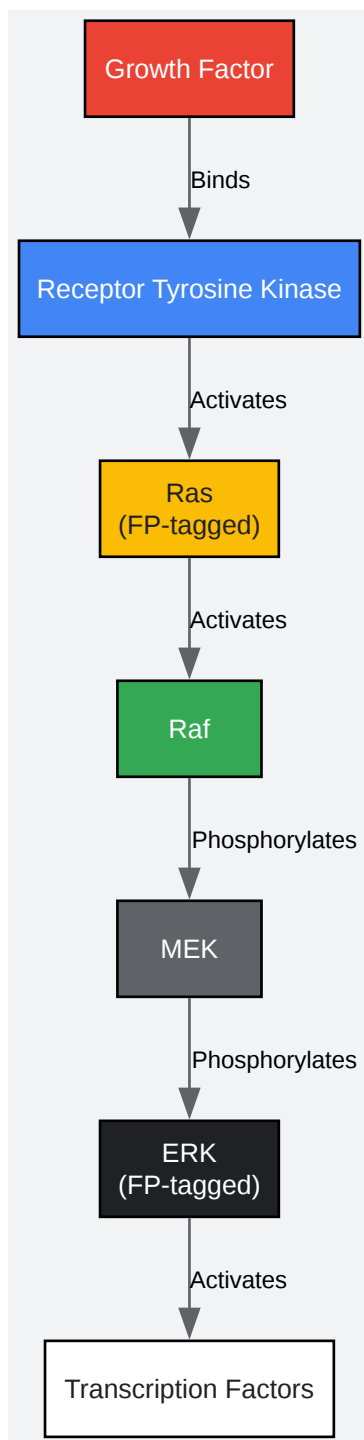 Growth Factor
Binds
Receptor Tyrosine Kinase
Activates
Ras
(FP-tagged)
Activates
Raf
Phosphorylates
MEK
Phosphorylates
ERK
(FP-tagged)
Activates
Transcription Factors